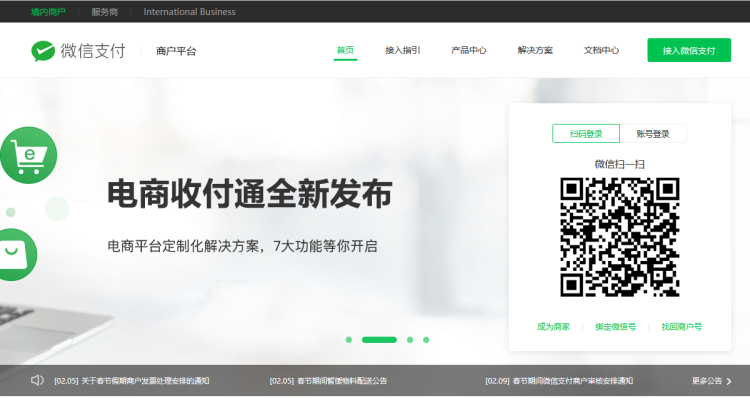 境内商户 服务商 International Business
微信支付 商户平台 首页 接入指引 产品中心 解决方案 文档中心 接入微信支付
扫码登录 账号登录
微信扫一扫
电商收付通全新发布
电商平台定制化解决方案，7大功能等你开启
成为商家 绑定微信号 找回商户号
[02.05] 关于春节假期商户发票处理安排的通知 [02.05] 春节期间智蛋物料配送公告 [02.09] 春节期间微信支付商户审核安排通知 更多公告